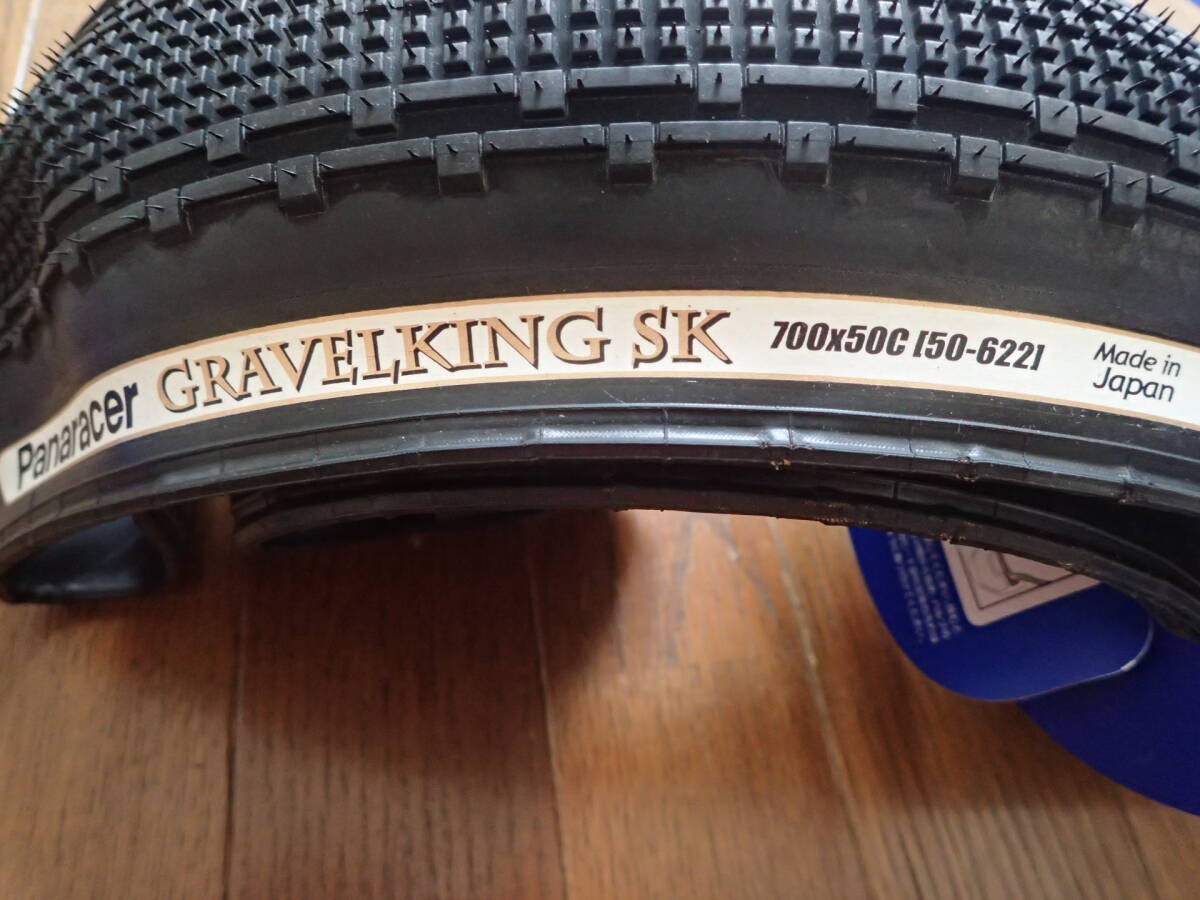 Panaracer GRAVELKING SK 700x50C [50-622] Made in
Japan